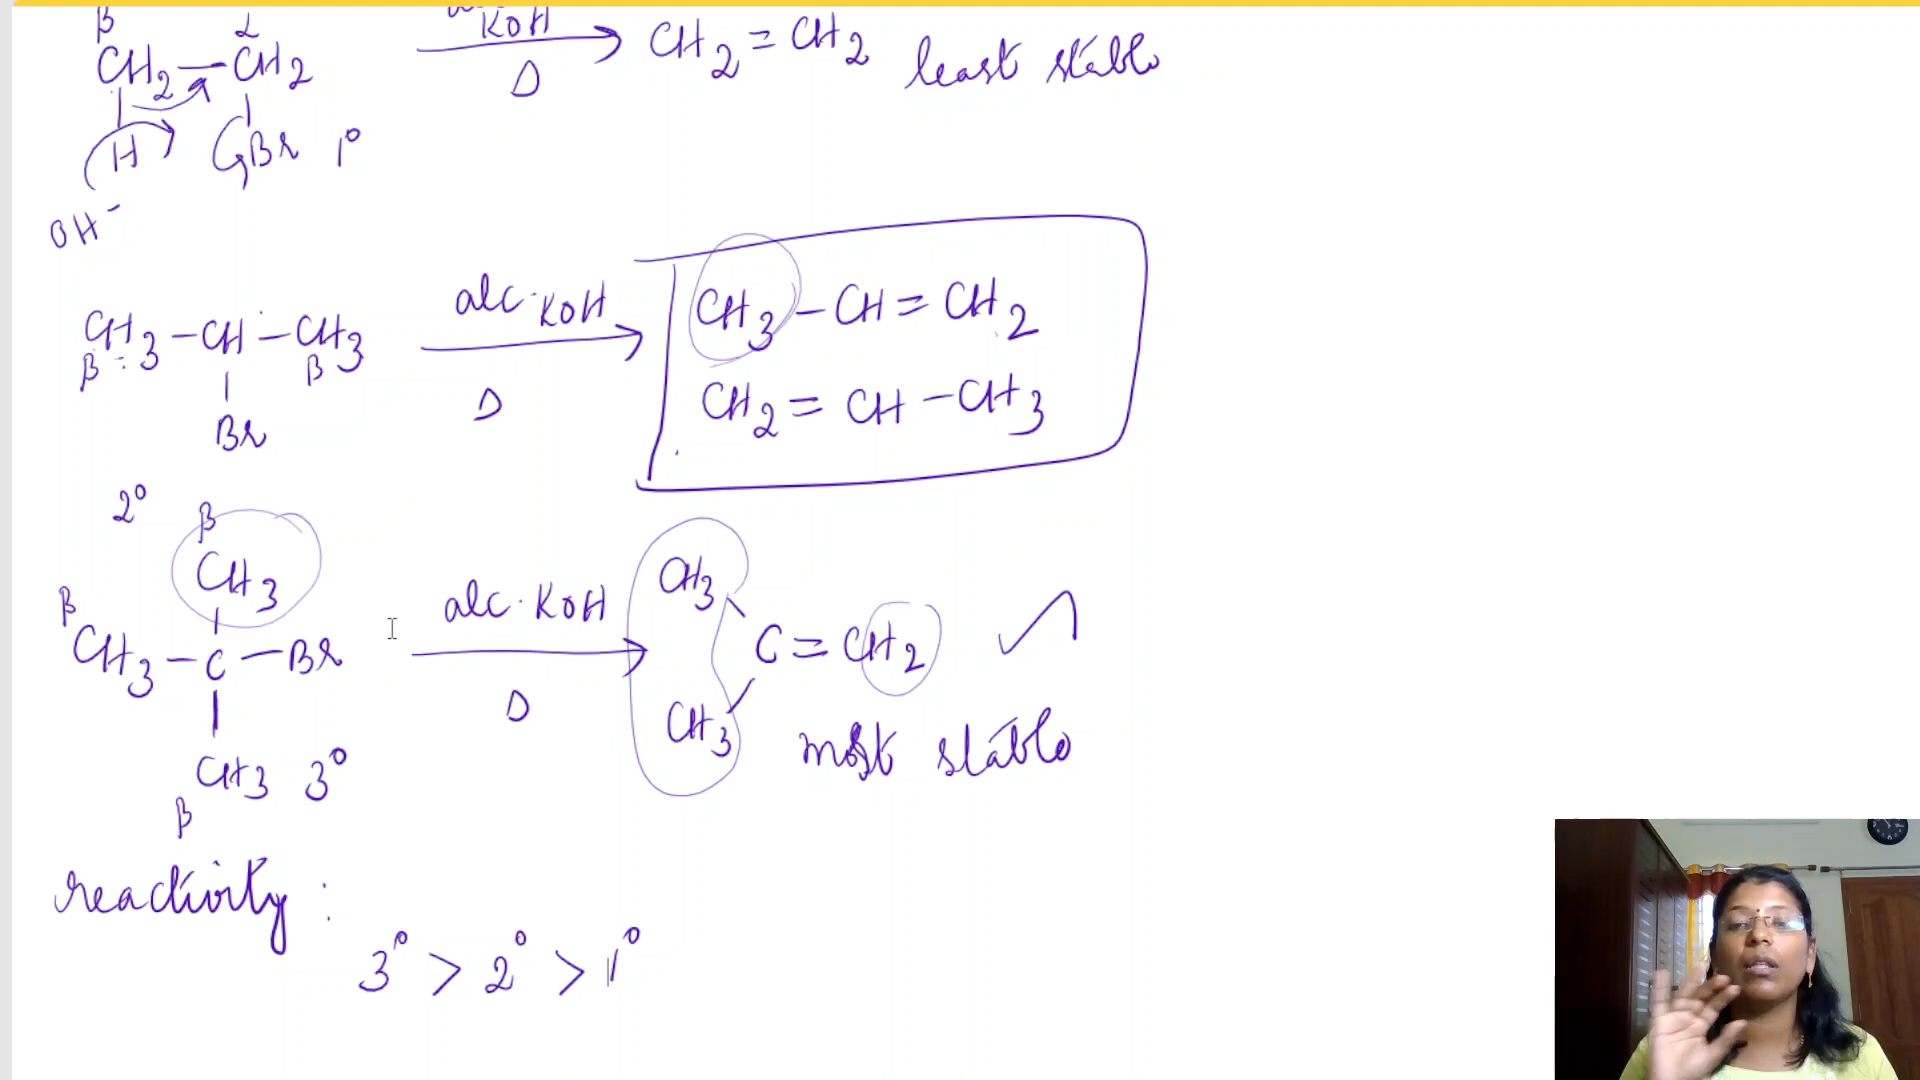 β α
CH2 — CH2 KOH → CH2 = CH2 least stable
Δ
H Br 1°
OH⁻
CH3 – CH – CH3 alc. KOH → CH3 – CH = CH2
β β
Br Δ CH2 = CH – CH3
2°
β
CH3 CH3
β alc. KOH
CH3 – C – Br → C = CH2
Δ
CH3 3° CH3 most stable
β
reactivity :
3° > 2° > 1°